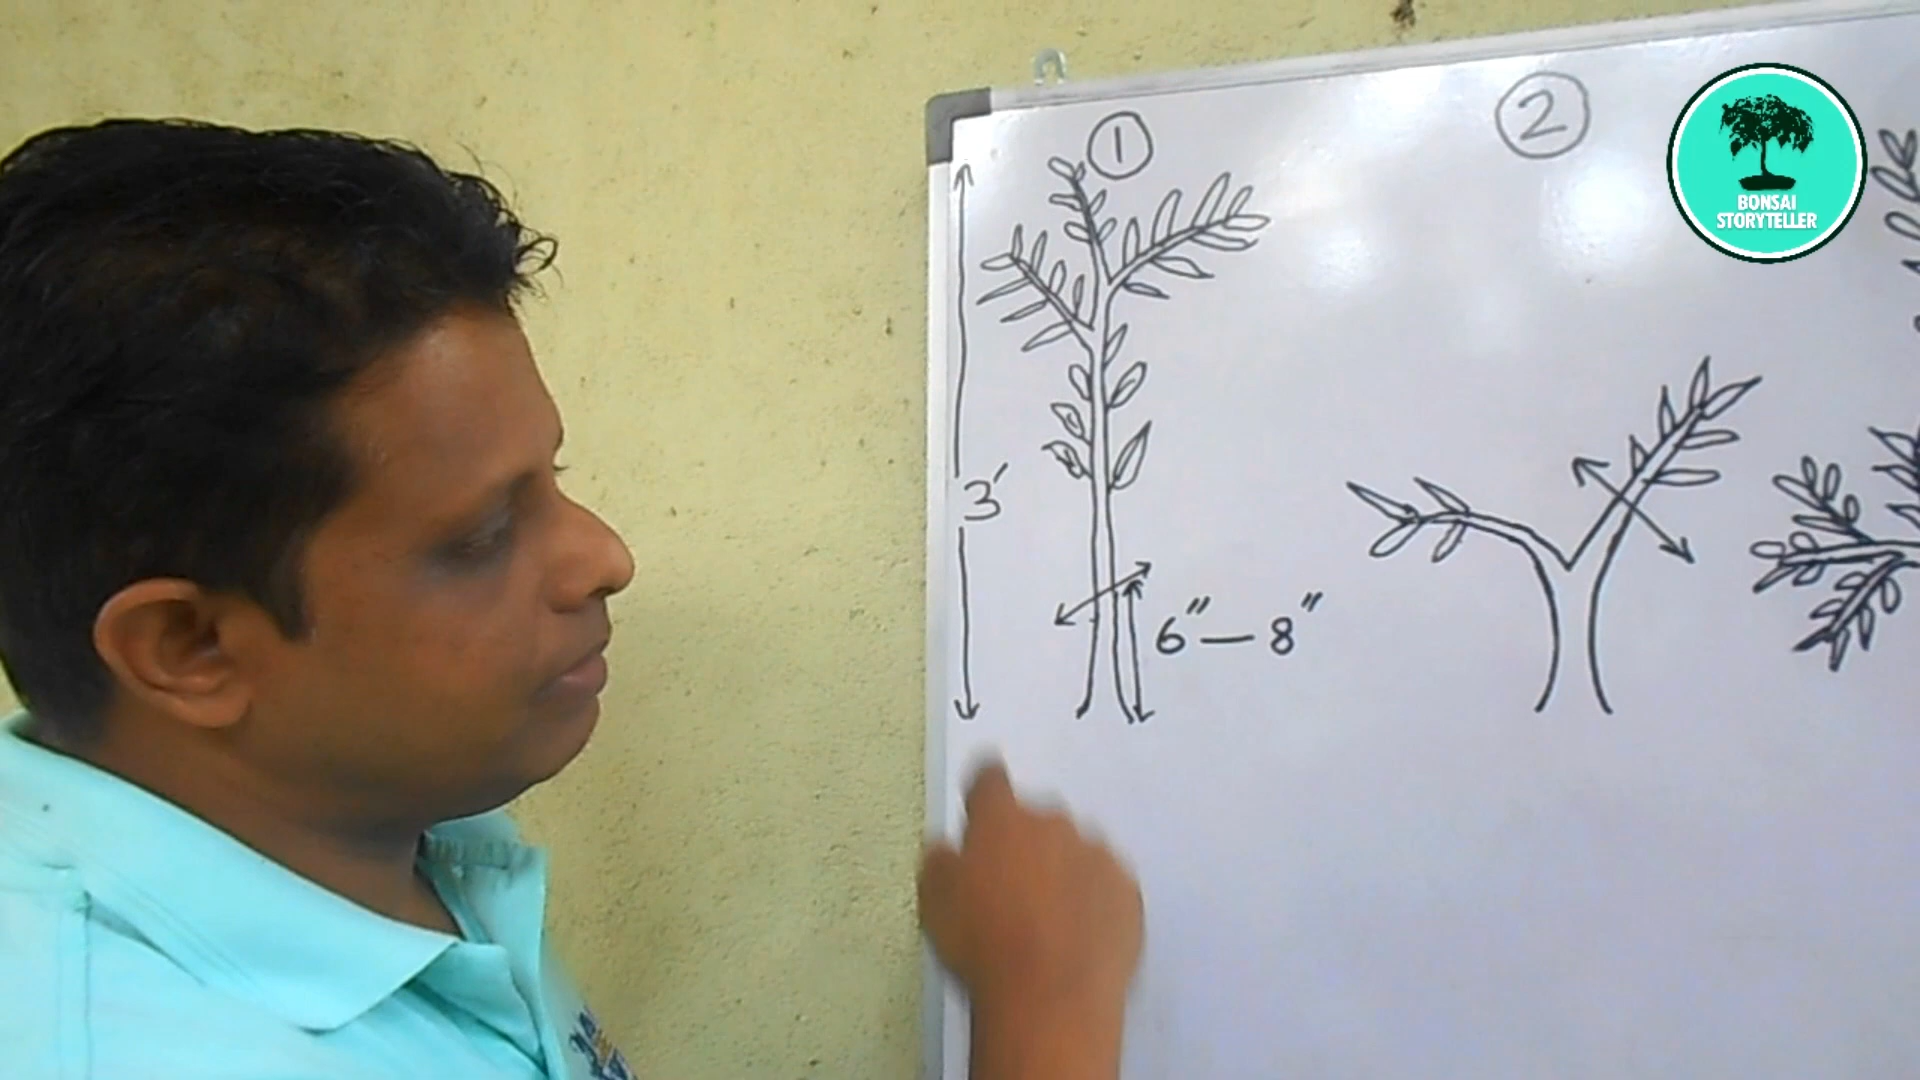 1
2
BONSAI
STORYTELLER
3'
6" — 8"